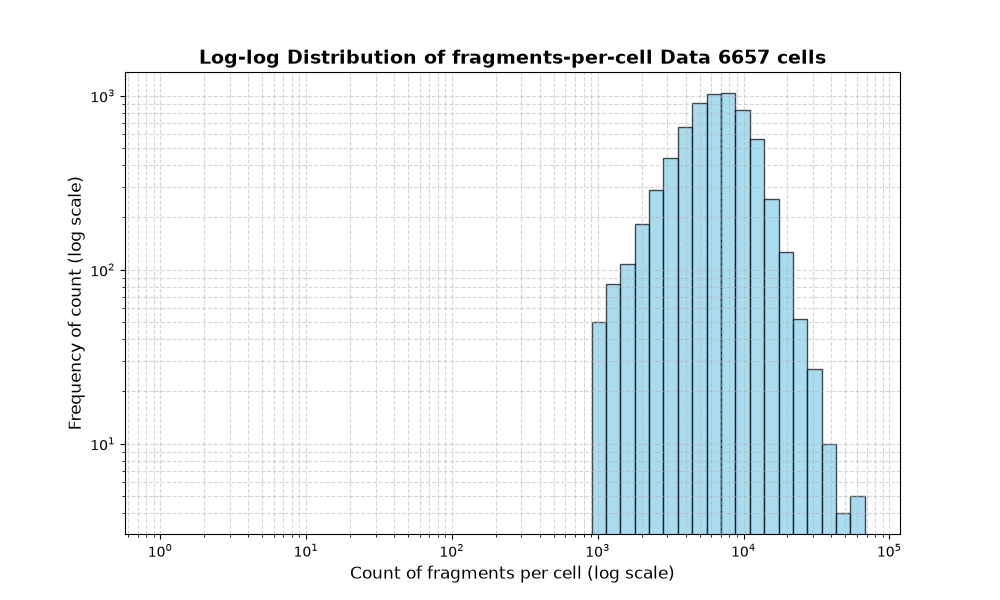 Log-log Distribution of fragments-per-cell Data 6657 cells
Frequency of count (log scale)
10³
10²
10¹
10⁰ 10¹ 10² 10³ 10⁴ 10⁵
Count of fragments per cell (log scale)